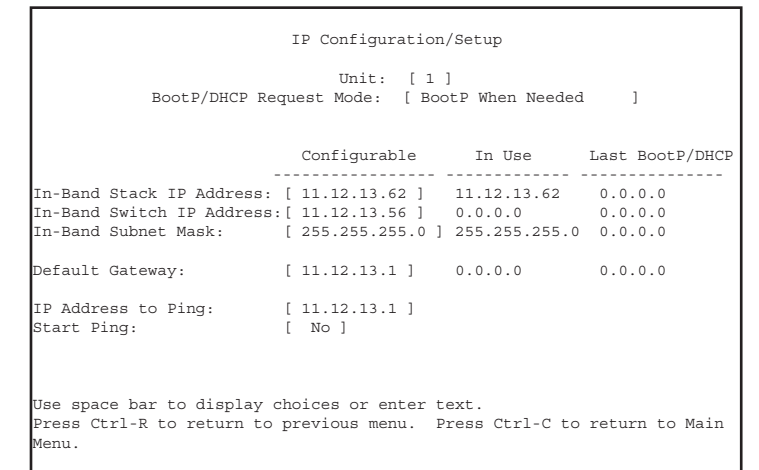 IP Configuration/Setup
Unit: [ 1 ]
BootP/DHCP Request Mode: [ BootP When Needed ]
Configurable In Use Last BootP/DHCP
----------------- ------------- ---------------
In-Band Stack IP Address: [ 11.12.13.62 ] 11.12.13.62 0.0.0.0
In-Band Switch IP Address:[ 11.12.13.56 ] 0.0.0.0 0.0.0.0
In-Band Subnet Mask: [ 255.255.255.0 ] 255.255.255.0 0.0.0.0
Default Gateway: [ 11.12.13.1 ] 0.0.0.0 0.0.0.0
IP Address to Ping: [ 11.12.13.1 ]
Start Ping: [ No ]
Use space bar to display choices or enter text.
Press Ctrl-R to return to previous menu. Press Ctrl-C to return to Main
Menu.